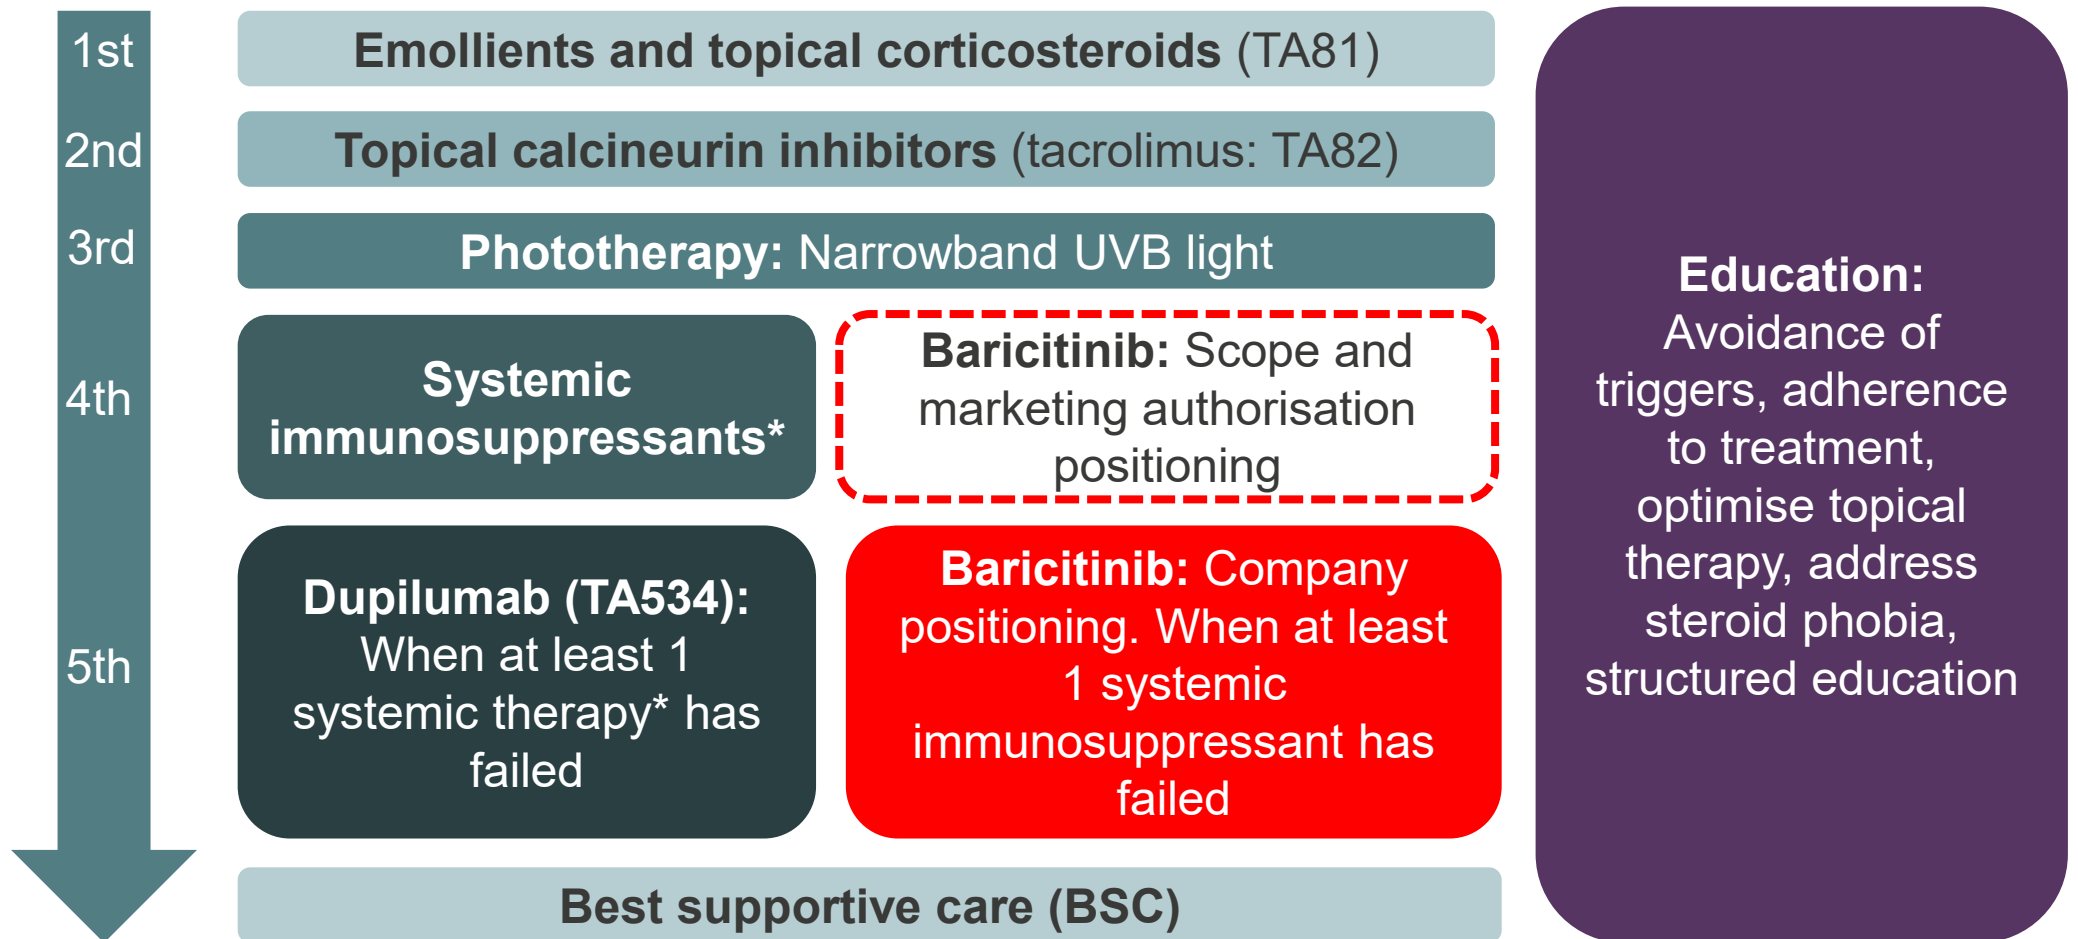 1st
Emollients and topical corticosteroids (TA81)
2nd
Topical calcineurin inhibitors (tacrolimus: TA82)
3rd
Phototherapy: Narrowband UVB light
4th
Systemic
immunosuppressants*
Baricitinib: Scope and
marketing authorisation
positioning
5th
Dupilumab (TA534):
When at least 1
systemic therapy* has
failed
Baricitinib: Company
positioning. When at least
1 systemic
immunosuppressant has
failed
Best supportive care (BSC)
Education:
Avoidance of
triggers, adherence
to treatment,
optimise topical
therapy, address
steroid phobia,
structured education